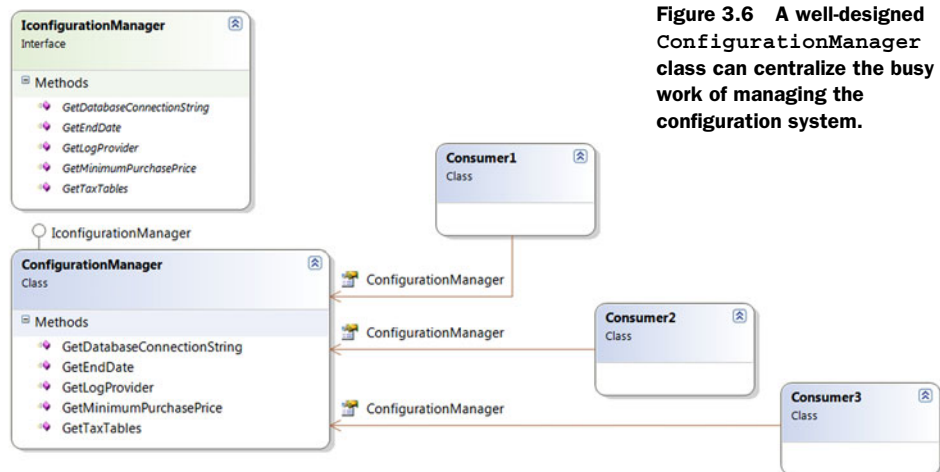 Figure 3.6 A well-designed
ConfigurationManager
class can centralize the busy
work of managing the
configuration system.
IconfigurationManager
Interface
Methods
GetDatabaseConnectionString
GetEndDate
GetLogProvider
GetMinimumPurchasePrice
GetTaxTables
IconfigurationManager
ConfigurationManager
Class
Methods
GetDatabaseConnectionString
GetEndDate
GetLogProvider
GetMinimumPurchasePrice
GetTaxTables
Consumer1
Class
ConfigurationManager
Consumer2
Class
ConfigurationManager
Consumer3
Class
ConfigurationManager